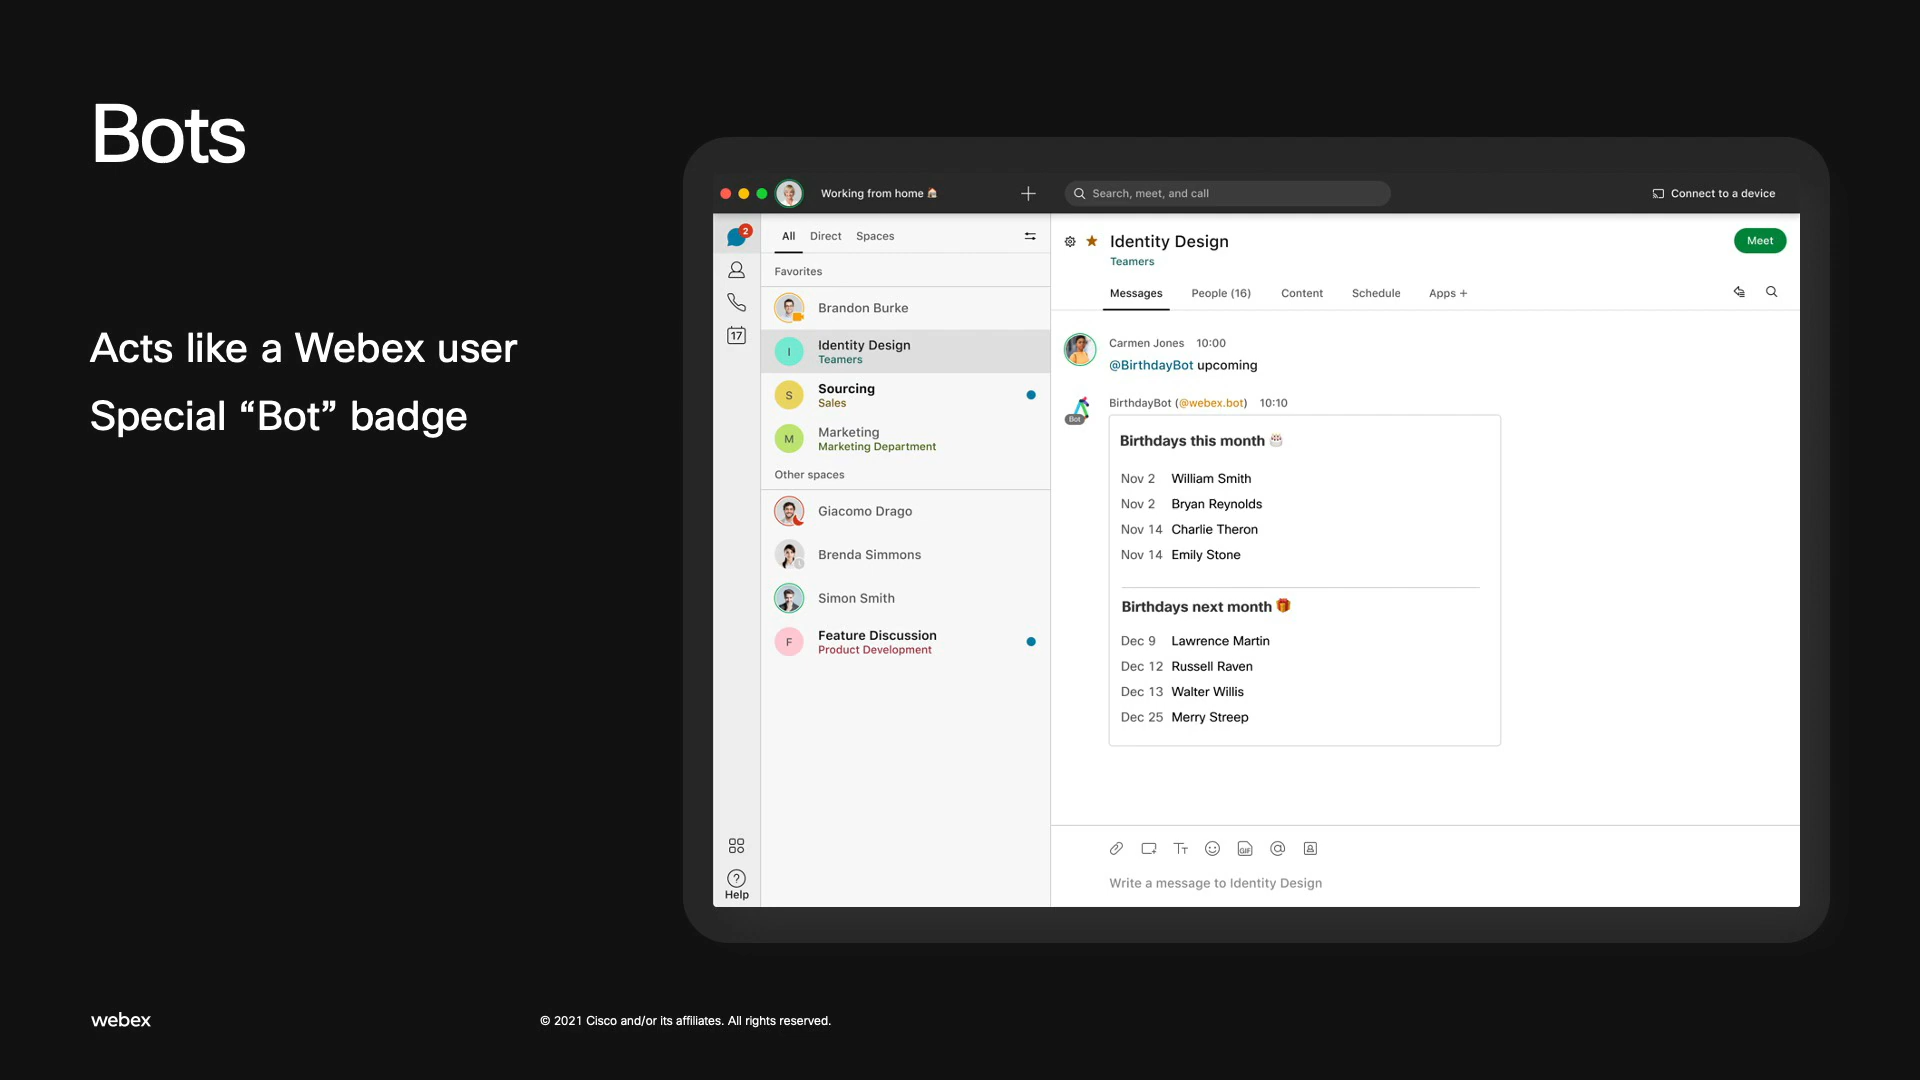 Bots
Acts like a Webex user
Special “Bot” badge
Working from home
Search, meet, and call
Connect to a device
2
17
Help
All Direct Spaces
Favorites
Brandon Burke
I
Identity Design
Teamers
S
Sourcing
Sales
M
Marketing
Marketing Department
Other spaces
Giacomo Drago
Brenda Simmons
Simon Smith
F
Feature Discussion
Product Development
Identity Design
Teamers
Meet
Messages People (16) Content Schedule Apps +
Carmen Jones 10:00
@BirthdayBot upcoming
Bot
BirthdayBot (@webex.bot) 10:10
Birthdays this month
Nov 2 William Smith
Nov 2 Bryan Reynolds
Nov 14 Charlie Theron
Nov 14 Emily Stone
Birthdays next month
Dec 9 Lawrence Martin
Dec 12 Russell Raven
Dec 13 Walter Willis
Dec 25 Merry Streep
GIF
Write a message to Identity Design
webex
© 2021 Cisco and/or its affiliates. All rights reserved.